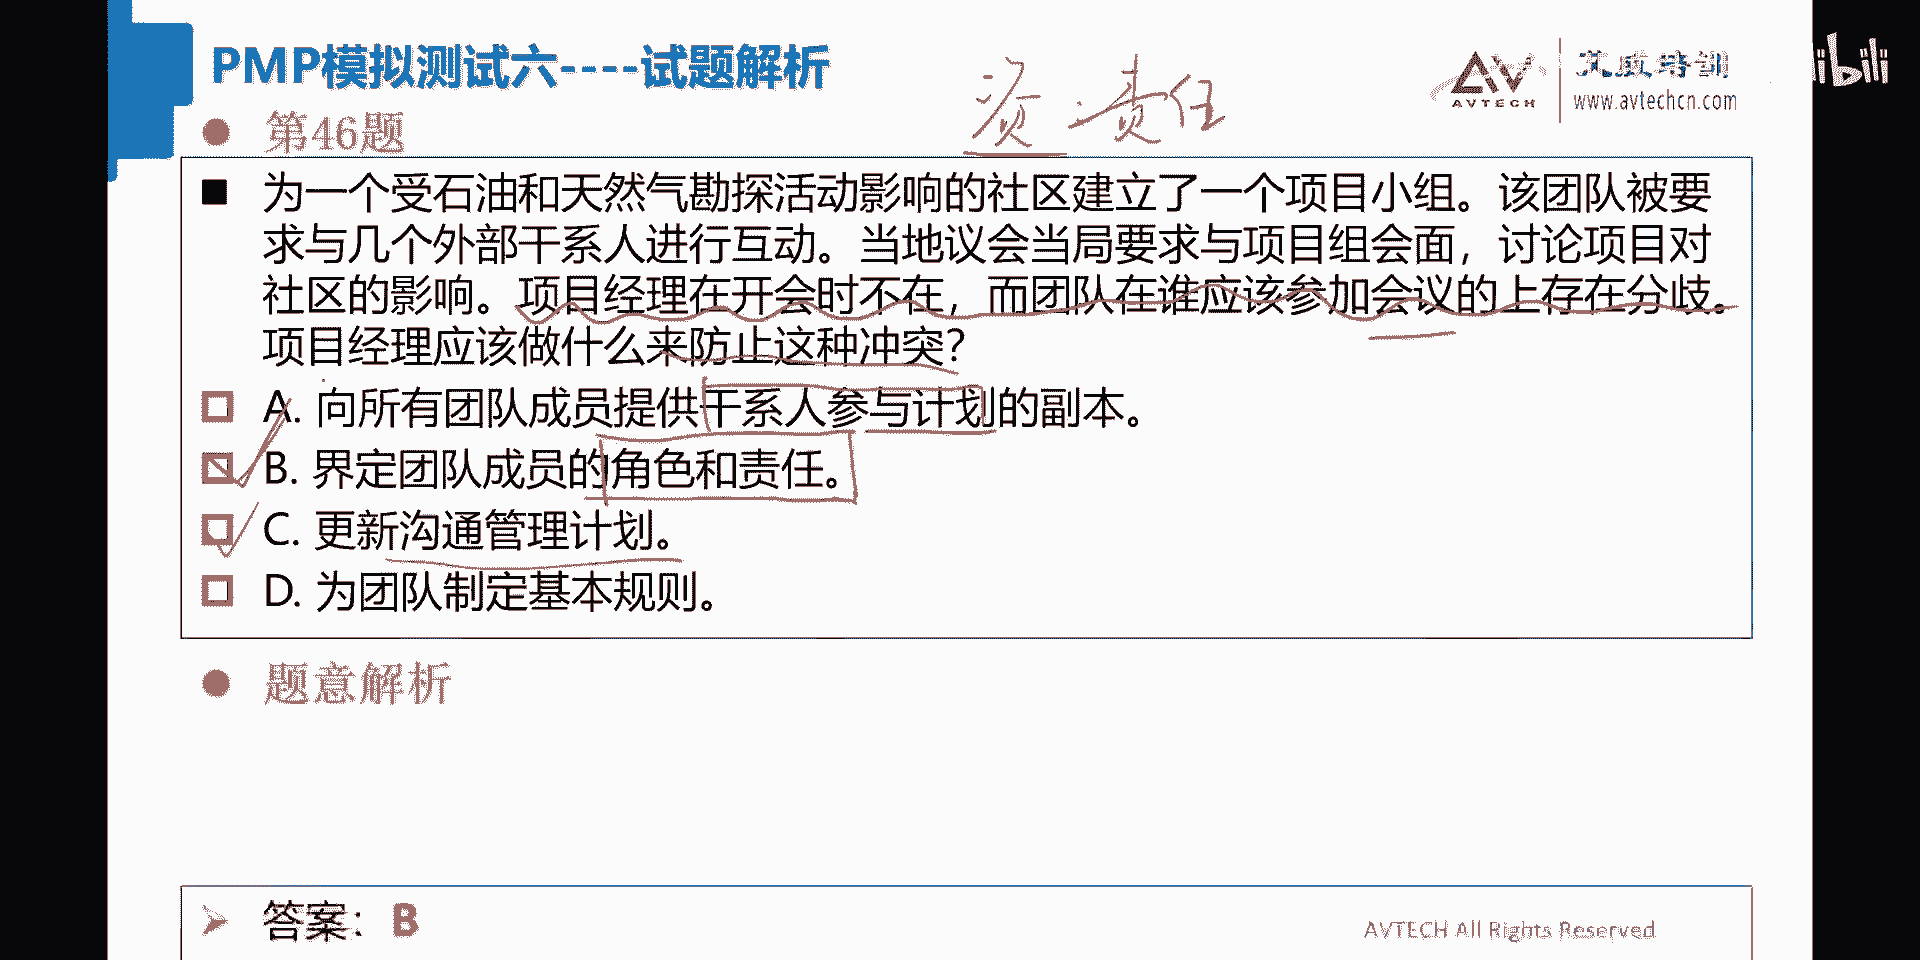 PMP模拟测试六----试题解析
资 责任
AVTECH
艾威培训
www.avtechcn.com
libili
第46题
为一个受石油和天然气勘探活动影响的社区建立了一个项目小组。该团队被要
求与几个外部干系人进行互动。当地议会当局要求与项目组会面，讨论项目对
社区的影响。项目经理在开会时不在，而团队在谁应该参加会议的上存在分歧。
项目经理应该做什么来防止这种冲突？
A. 向所有团队成员提供干系人参与计划的副本。
B. 界定团队成员的角色和责任。
C. 更新沟通管理计划。
D. 为团队制定基本规则。
题意解析
答案：B
AVTECH All Rights Reserved